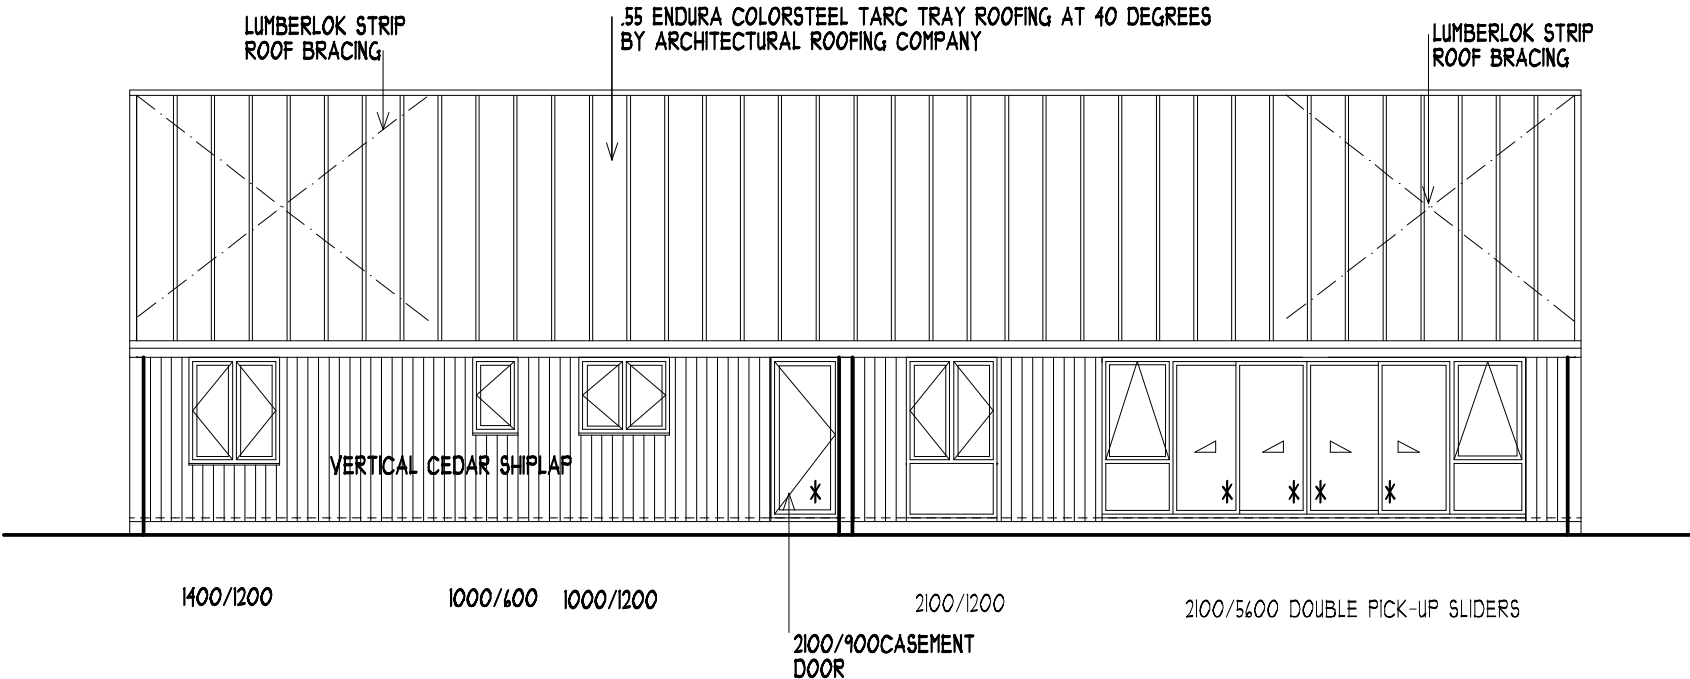 LUMBERLOK STRIP
ROOF BRACING
.55 ENDURA COLORSTEEL TARC TRAY ROOFING AT 40 DEGREES
BY ARCHITECTURAL ROOFING COMPANY
LUMBERLOK STRIP
ROOF BRACING
VERTICAL CEDAR SHIPLAP
1400/1200
1000/600
1000/1200
2100/1200
2100/5600 DOUBLE PICK-UP SLIDERS
2100/900CASEMENT
DOOR